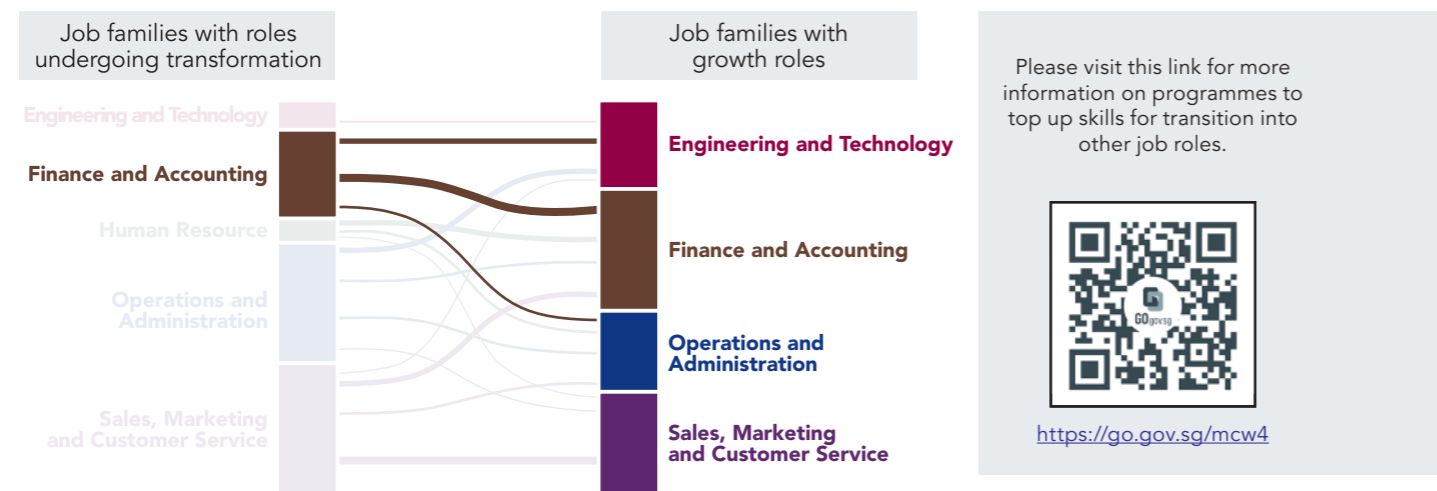 Job families with roles
undergoing transformation
Engineering and Technology
Finance and Accounting
Human Resource
Operations and
Administration
Sales, Marketing
and Customer Service
Job families with
growth roles
Engineering and Technology
Finance and Accounting
Operations and
Administration
Sales, Marketing
and Customer Service
Please visit this link for more
information on programmes to
top up skills for transition into
other job roles.
GOgovsg
https://go.gov.sg/mcw4